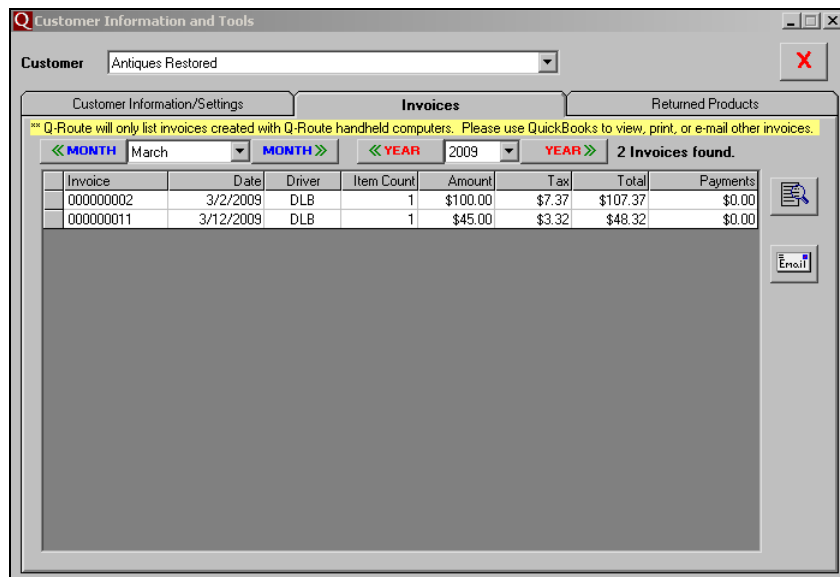 Q Customer Information and Tools
Customer Antiques Restored X
Customer Information/Settings Invoices Returned Products
** Q-Route will only list invoices created with Q-Route handheld computers. Please use QuickBooks to view, print, or e-mail other invoices.
MONTH March MONTH YEAR 2009 YEAR 2 Invoices found.
Invoice Date Driver Item Count Amount Tax Total Payments
000000002 3/2/2009 DLB 1 $100.00 $7.37 $107.37 $0.00
000000011 3/12/2009 DLB 1 $45.00 $3.32 $48.32 $0.00
Email